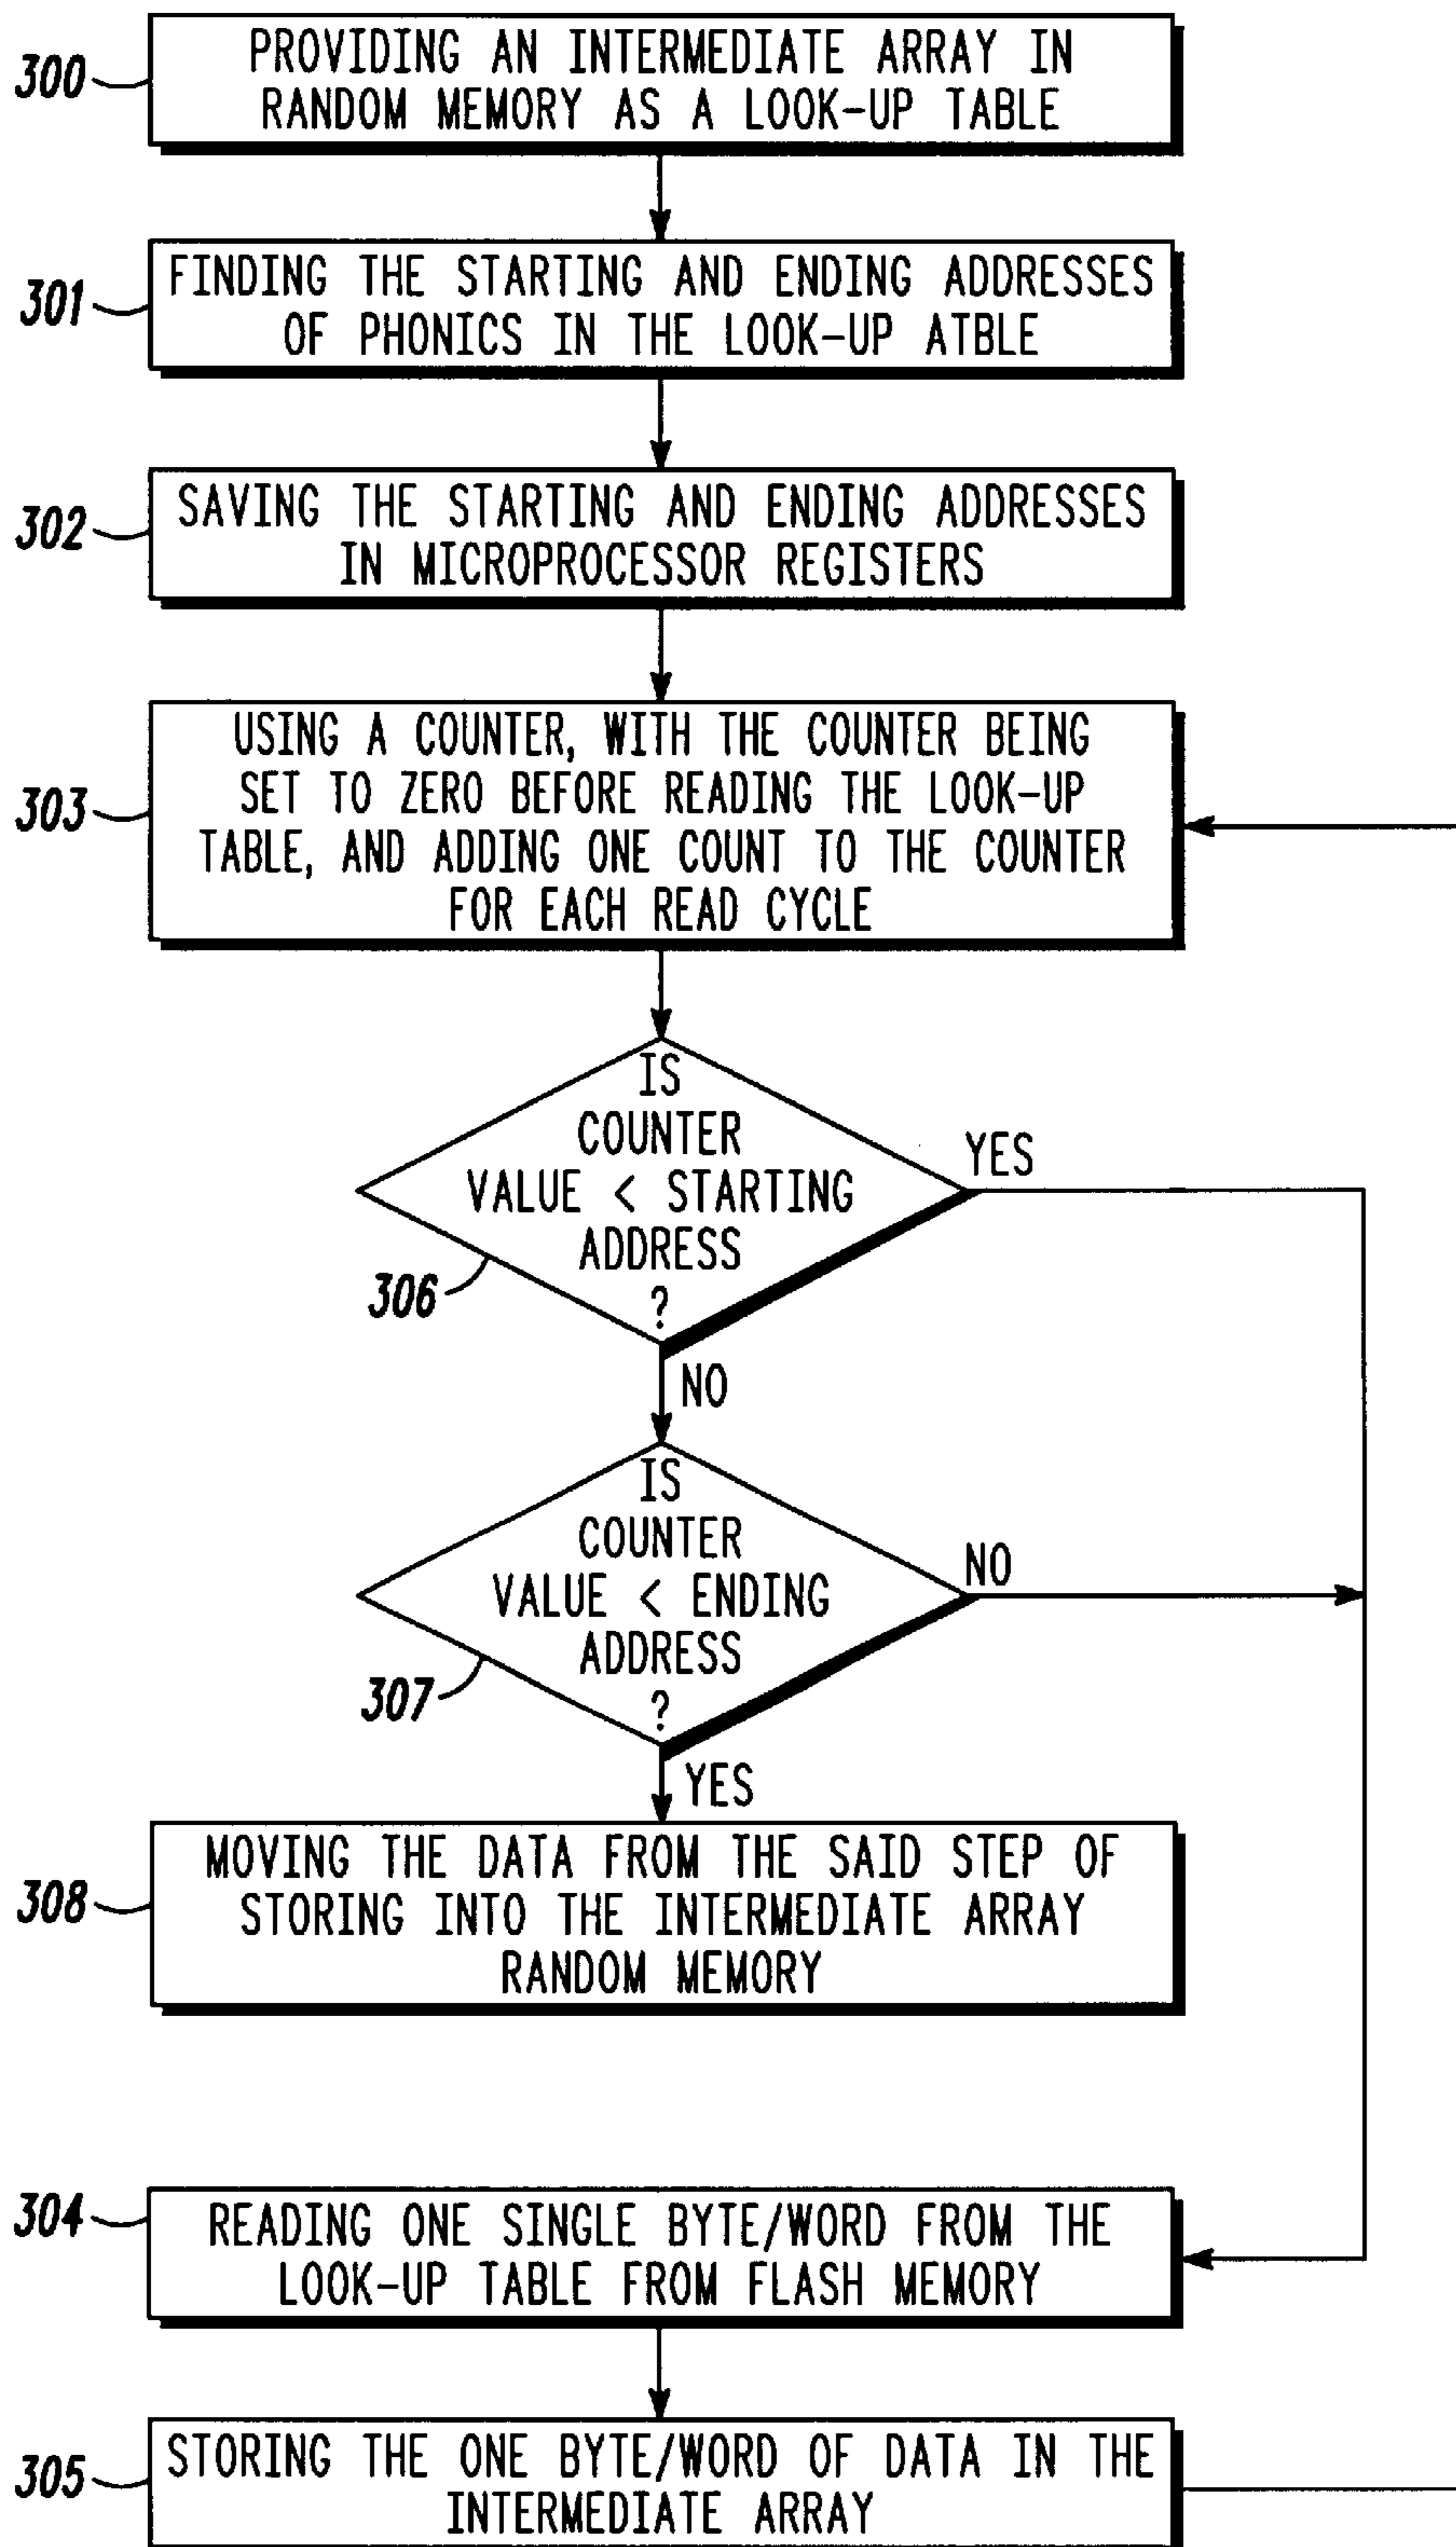 300
PROVIDING AN INTERMEDIATE ARRAY IN
RANDOM MEMORY AS A LOOK-UP TABLE
301
FINDING THE STARTING AND ENDING ADDRESSES
OF PHONICS IN THE LOOK-UP ATBLE
302
SAVING THE STARTING AND ENDING ADDRESSES
IN MICROPROCESSOR REGISTERS
303
USING A COUNTER, WITH THE COUNTER BEING
SET TO ZERO BEFORE READING THE LOOK-UP
TABLE, AND ADDING ONE COUNT TO THE COUNTER
FOR EACH READ CYCLE
IS
COUNTER
VALUE < STARTING
ADDRESS
?
YES
306
NO
IS
COUNTER
VALUE < ENDING
ADDRESS
?
NO
307
YES
308
MOVING THE DATA FROM THE SAID STEP OF
STORING INTO THE INTERMEDIATE ARRAY
RANDOM MEMORY
304
READING ONE SINGLE BYTE/WORD FROM THE
LOOK-UP TABLE FROM FLASH MEMORY
305
STORING THE ONE BYTE/WORD OF DATA IN THE
INTERMEDIATE ARRAY